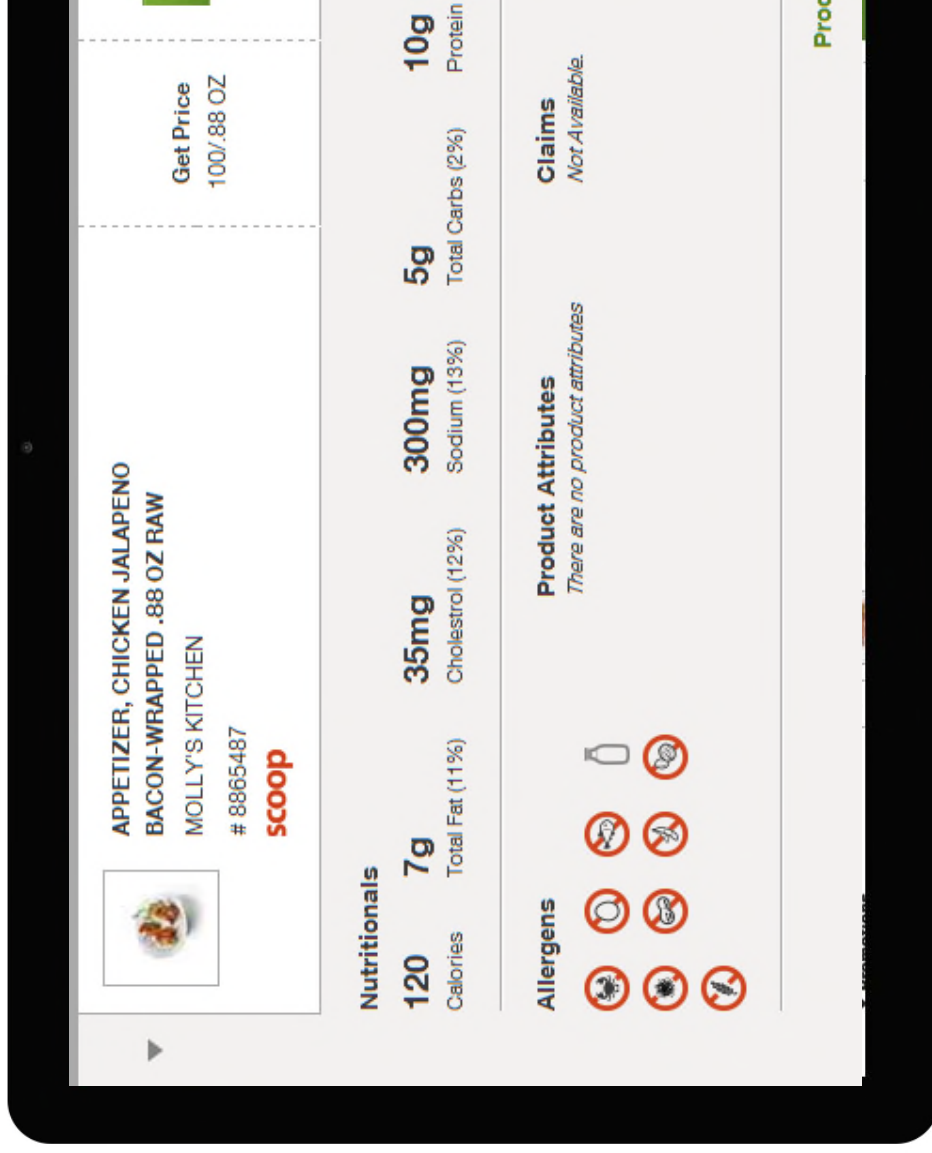 APPETIZER, CHICKEN JALAPENO
BACON-WRAPPED .88 OZ RAW
MOLLY'S KITCHEN
# 8865487
scoop
Get Price
100/.88 OZ
Nutritionals
120
Calories
7g
Total Fat (11%)
35mg
Cholestrol (12%)
300mg
Sodium (13%)
5g
Total Carbs (2%)
10g
Protein
Allergens
Product Attributes
There are no product attributes
Claims
Not Available.